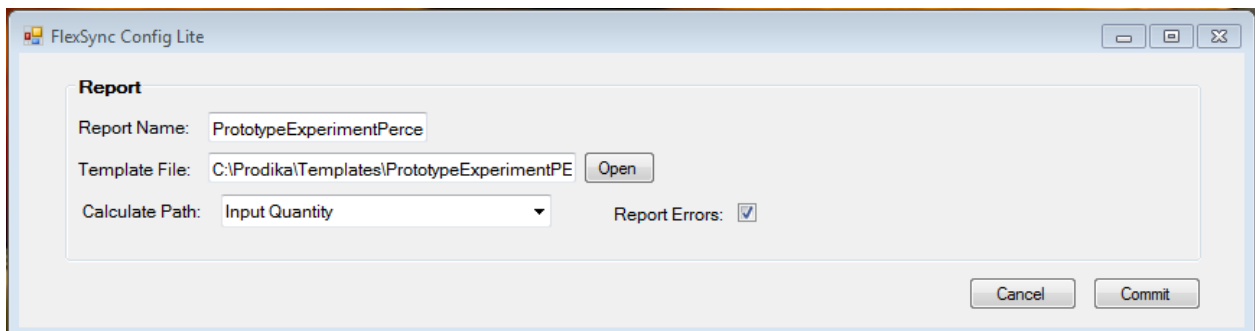 FlexSync Config Lite
Report
Report Name: PrototypeExperimentPerce
Template File: C:\Prodika\Templates\PrototypeExperimentPE Open
Calculate Path: Input Quantity Report Errors:
Cancel Commit